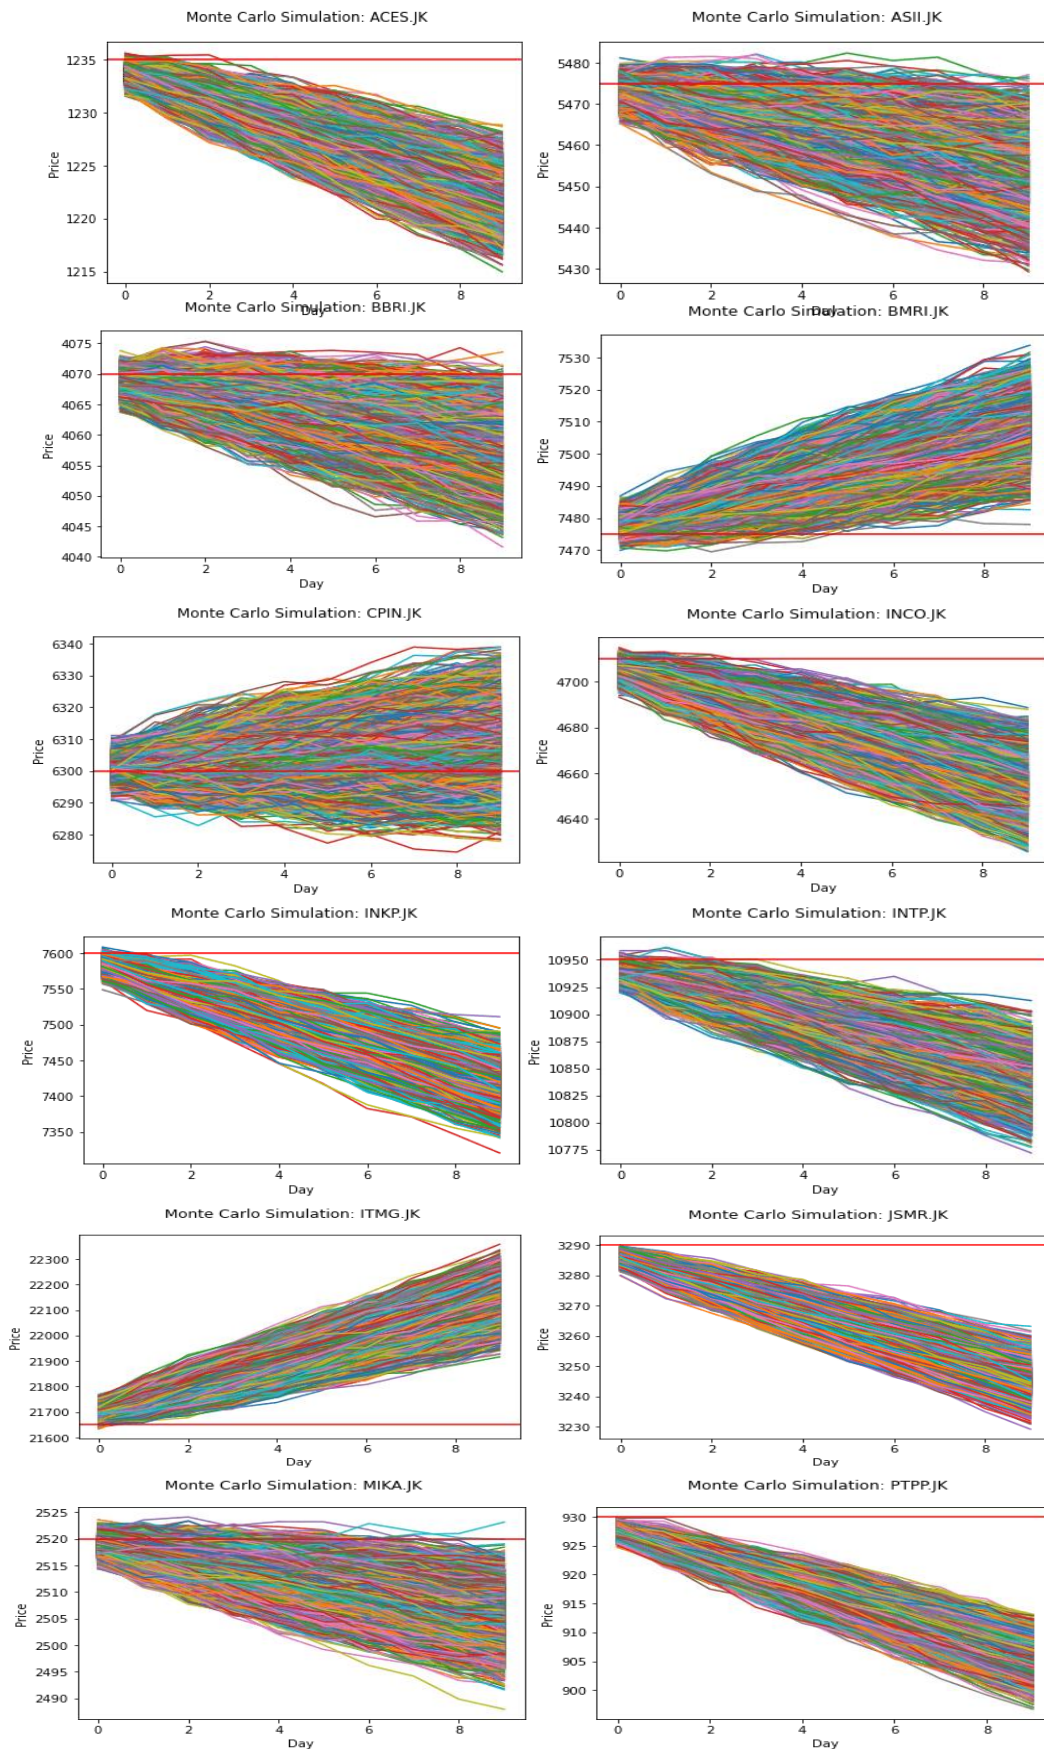 Monte Carlo Simulation: ACES.JK
Price
1235
1230
1225
1220
1215
0 2 4 6 8
Day
Monte Carlo Simulation: ASII.JK
Price
5480
5470
5460
5450
5440
5430
0 2 4 6 8
Day
Monte Carlo Simulation: BBRI.JK
Price
4075
4070
4065
4060
4055
4050
4045
4040
0 2 4 6 8
Day
Monte Carlo Simulation: BMRI.JK
Price
7530
7520
7510
7500
7490
7480
7470
0 2 4 6 8
Day
Monte Carlo Simulation: CPIN.JK
Price
6340
6330
6320
6310
6300
6290
6280
0 2 4 6 8
Day
Monte Carlo Simulation: INCO.JK
Price
4700
4680
4660
4640
0 2 4 6 8
Day
Monte Carlo Simulation: INKP.JK
Price
7600
7550
7500
7450
7400
7350
0 2 4 6 8
Day
Monte Carlo Simulation: INTP.JK
Price
10950
10925
10900
10875
10850
10825
10800
10775
0 2 4 6 8
Day
Monte Carlo Simulation: ITMG.JK
Price
22300
22200
22100
22000
21900
21800
21700
21600
0 2 4 6 8
Day
Monte Carlo Simulation: JSMR.JK
Price
3290
3280
3270
3260
3250
3240
3230
0 2 4 6 8
Day
Monte Carlo Simulation: MIKA.JK
Price
2525
2520
2515
2510
2505
2500
2495
2490
0 2 4 6 8
Day
Monte Carlo Simulation: PTPP.JK
Price
930
925
920
915
910
905
900
0 2 4 6 8
Day